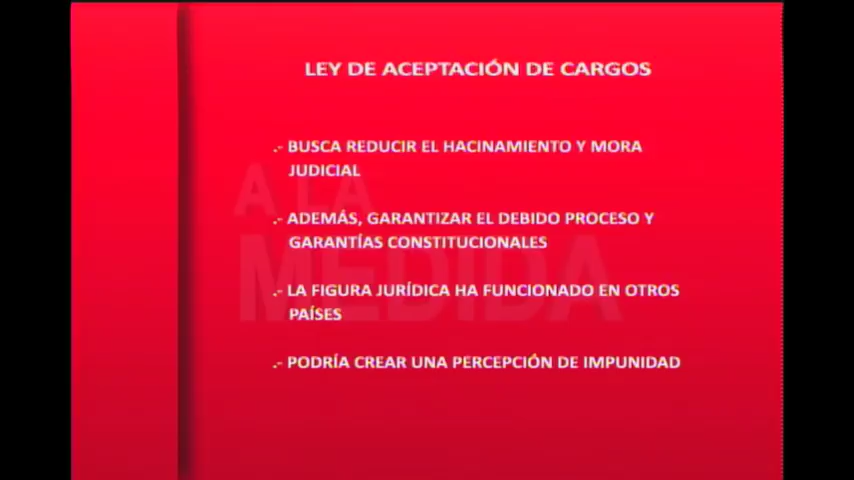 LEY DE ACEPTACIÓN DE CARGOS
.- BUSCA REDUCIR EL HACINAMIENTO Y MORA
JUDICIAL
.- ADEMÁS, GARANTIZAR EL DEBIDO PROCESO Y
GARANTÍAS CONSTITUCIONALES
.- LA FIGURA JURÍDICA HA FUNCIONADO EN OTROS
PAÍSES
.- PODRÍA CREAR UNA PERCEPCIÓN DE IMPUNIDAD
A LA
MEDIDA